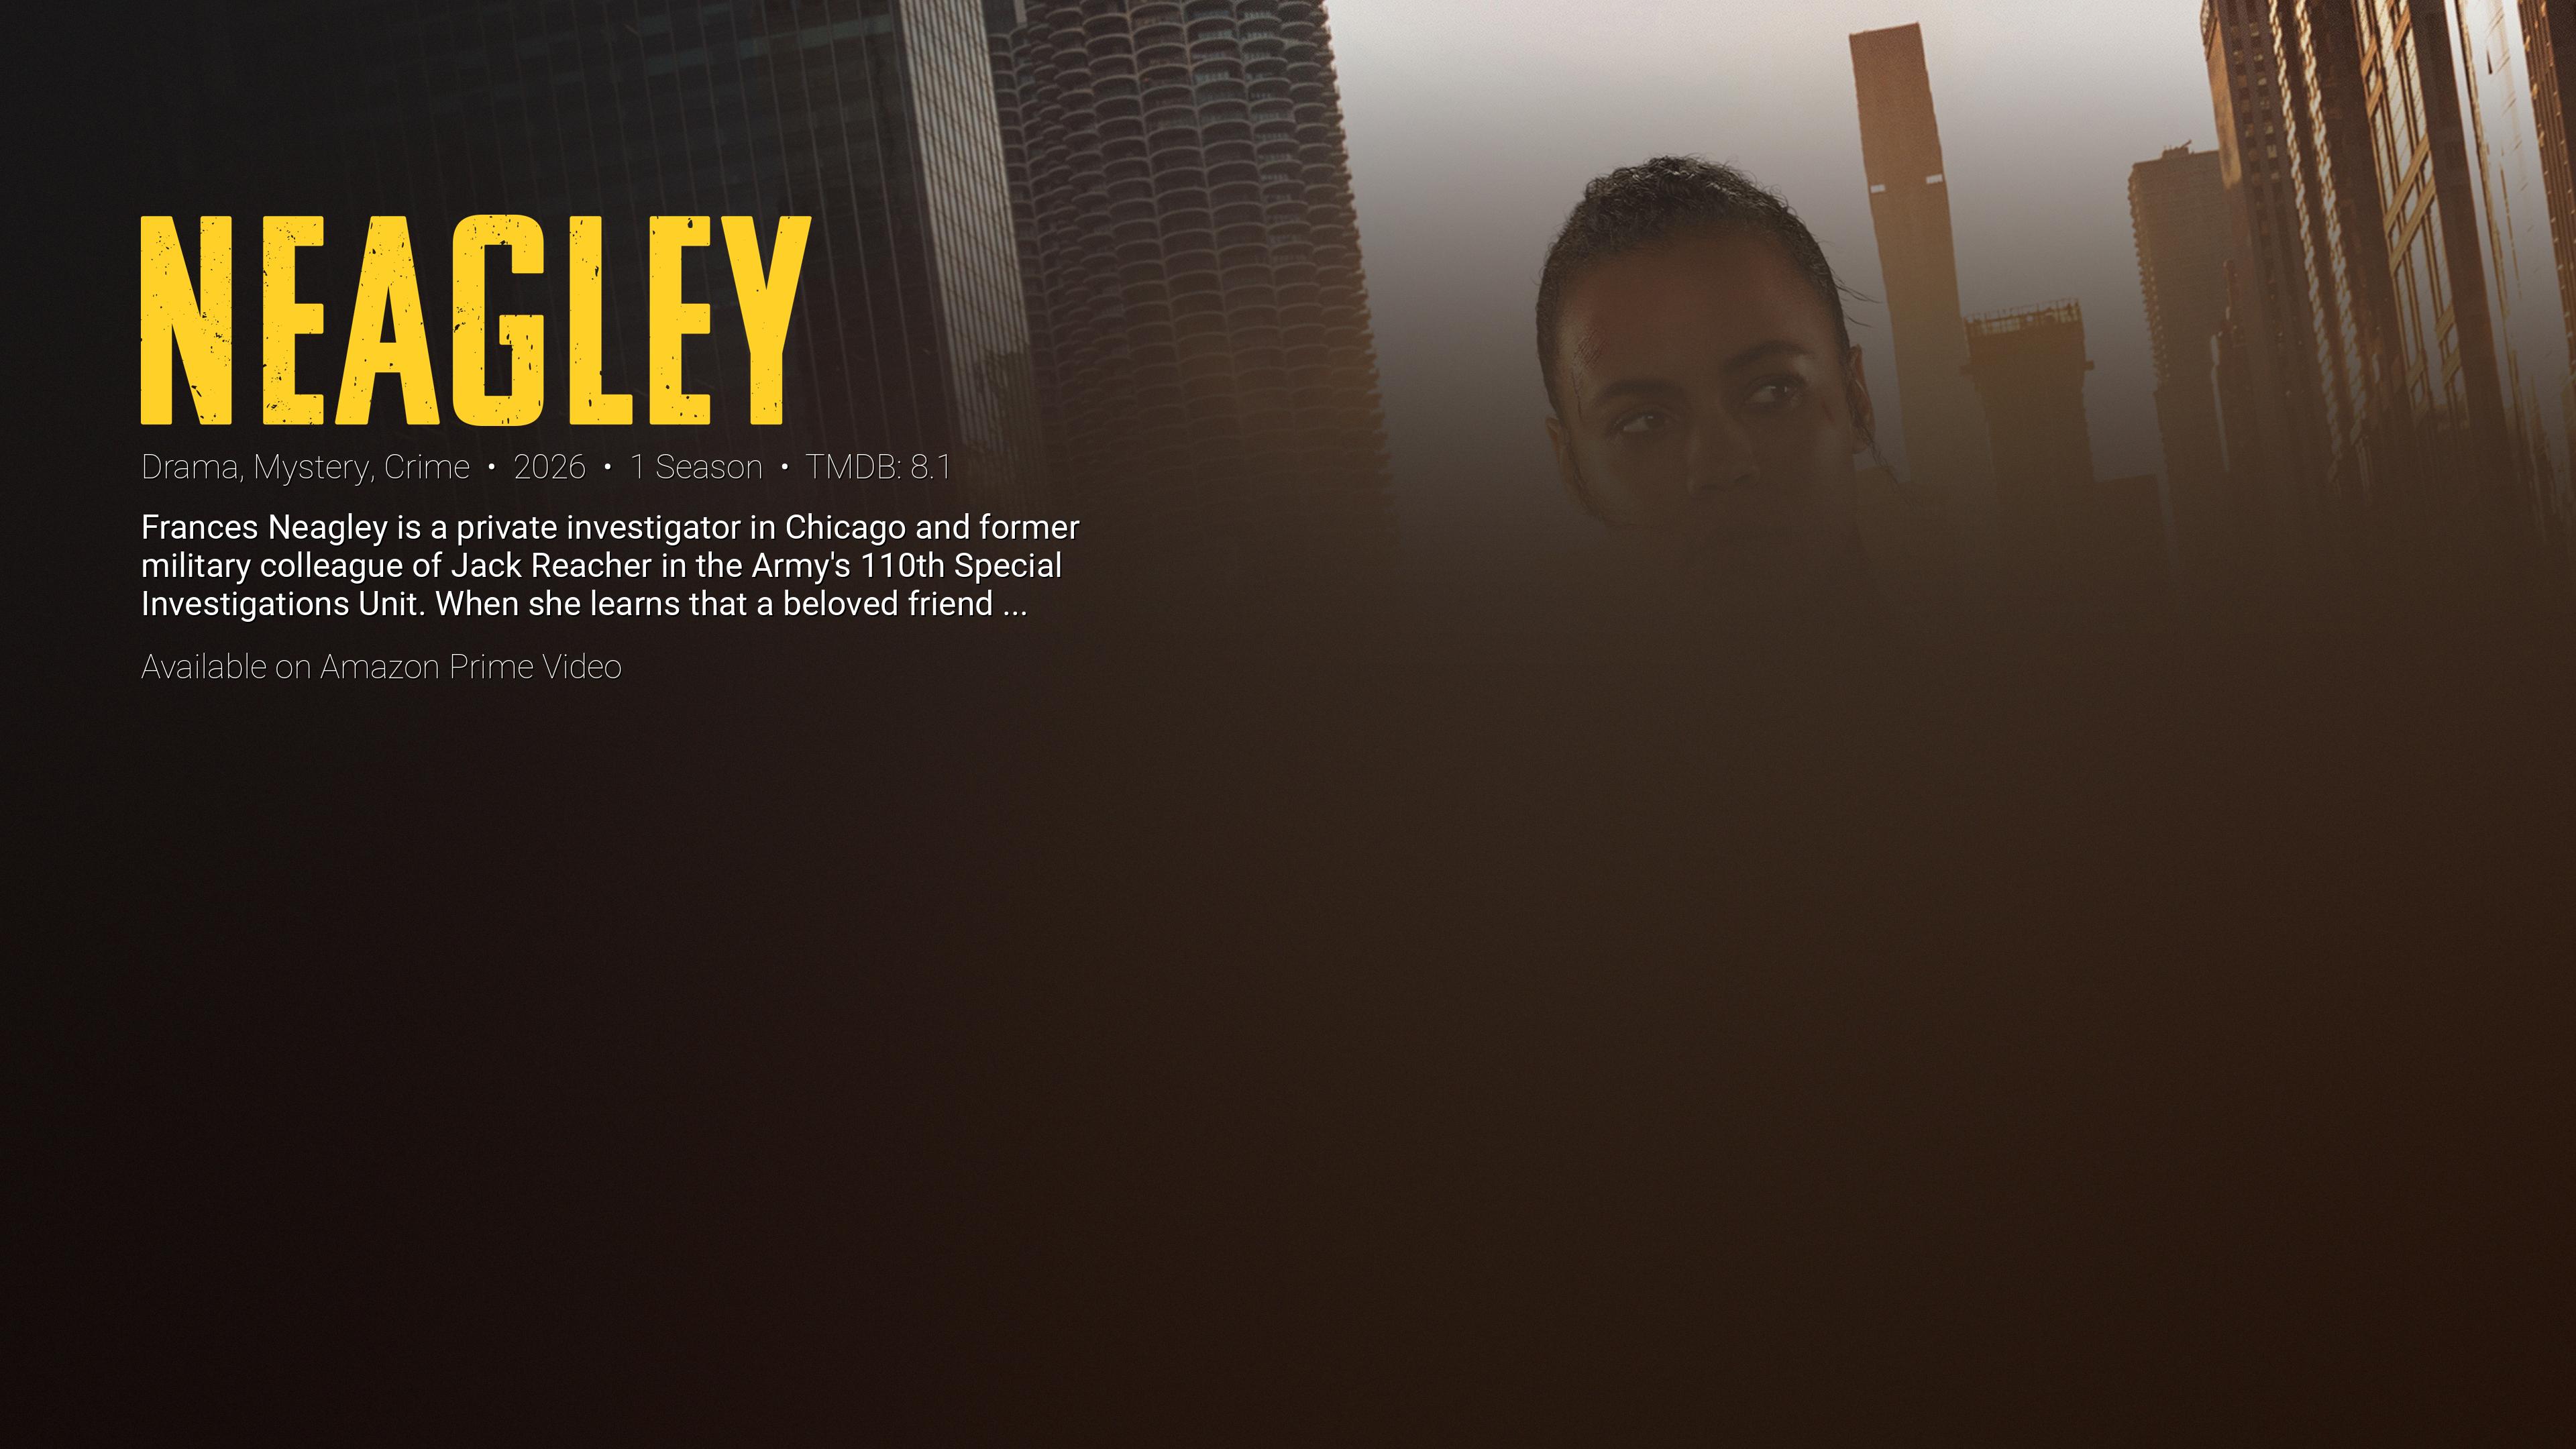 NEAGLEY
Drama, Mystery, Crime • 2026 • 1 Season • TMDB: 8.1
Frances Neagley is a private investigator in Chicago and former
military colleague of Jack Reacher in the Army's 110th Special
Investigations Unit. When she learns that a beloved friend ...
Available on Amazon Prime Video